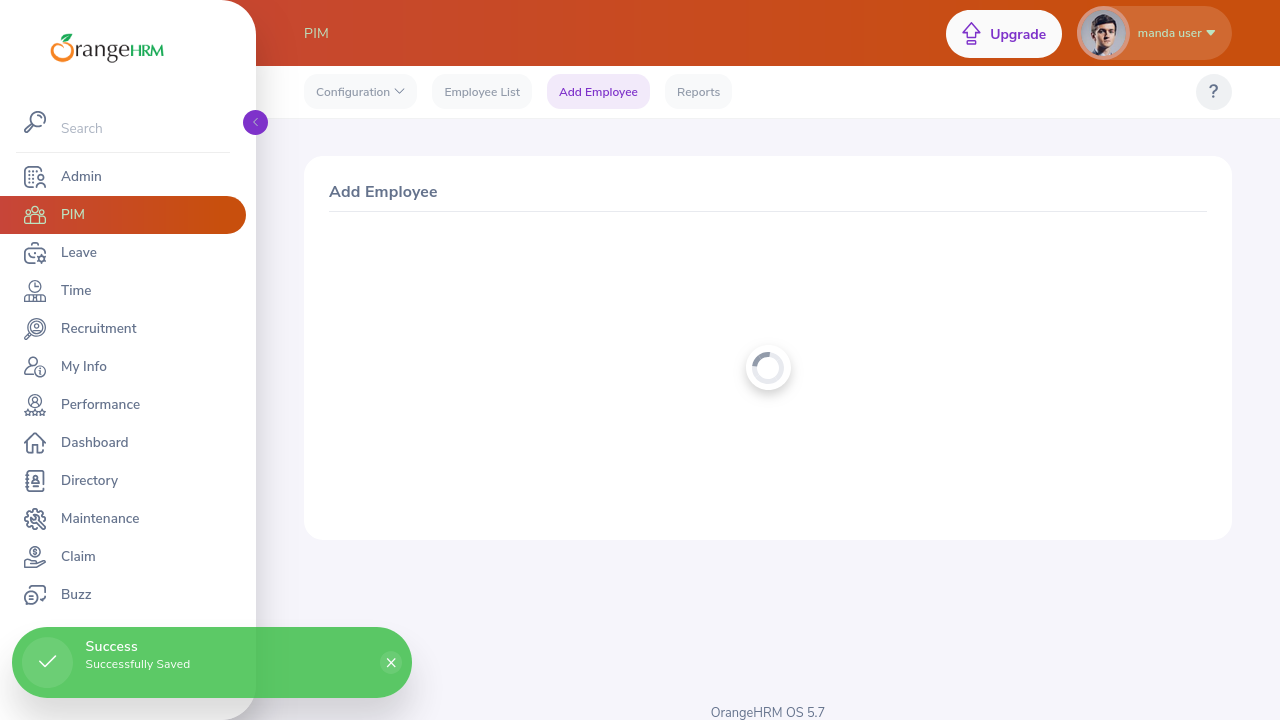 OrangeHRM
PIM
Upgrade
manda user
Configuration
Employee List
Add Employee
Reports
?
Search
Admin
PIM
Leave
Time
Recruitment
My Info
Performance
Dashboard
Directory
Maintenance
Claim
Buzz
Add Employee
Success
Successfully Saved
OrangeHRM OS 5.7